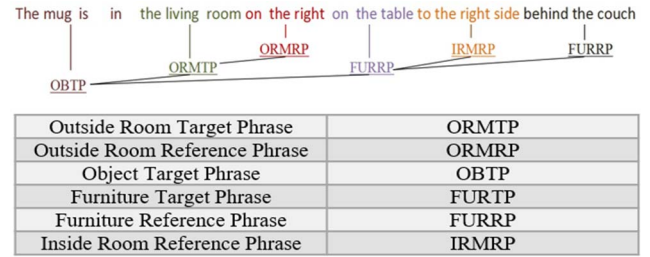 The mug is in the living room on the right on the table to the right side behind the couch
ORMRP IRMRP FURRP
ORMTP FURRP
OBTP
Outside Room Target Phrase ORMTP
Outside Room Reference Phrase ORMRP
Object Target Phrase OBTP
Furniture Target Phrase FURTP
Furniture Reference Phrase FURRP
Inside Room Reference Phrase IRMRP